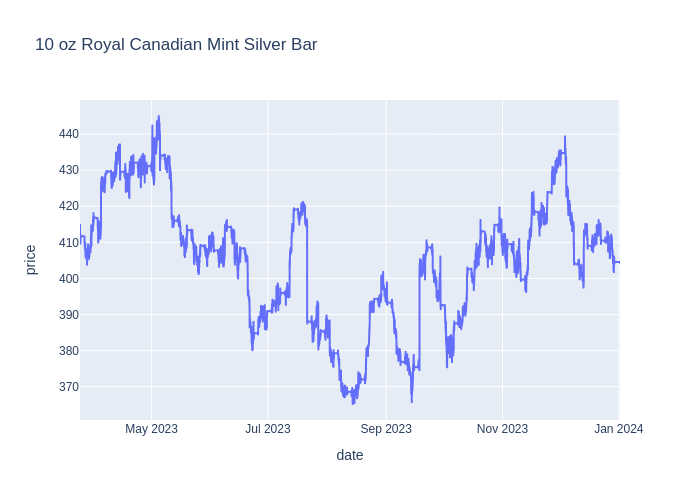 10 oz Royal Canadian Mint Silver Bar
440
430
420
410
400
390
380
370
price
May 2023
Jul 2023
Sep 2023
Nov 2023
Jan 2024
date